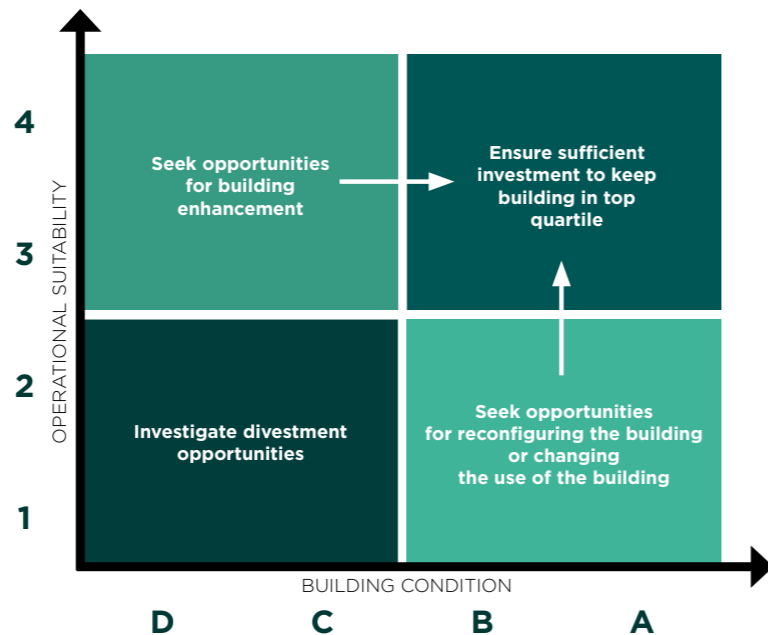 4
Seek opportunities
for building
enhancement
Ensure sufficient
investment to keep
building in top
quartile
OPERATIONAL SUITABILITY
3
2
Investigate divestment
opportunities
Seek opportunities
for reconfiguring the building
or changing
the use of the building
1
BUILDING CONDITION
D C B A